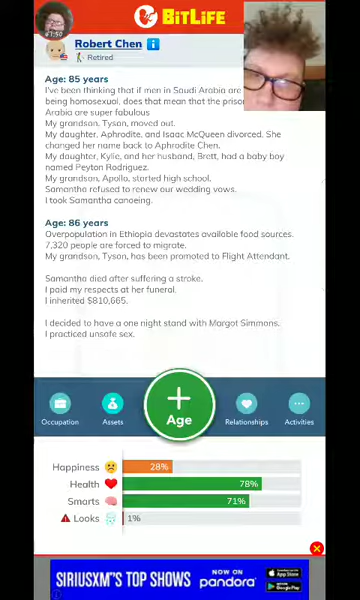 BitLife
Robert Chen
Retired
Age: 85 years
I've been thinking that if men in Saudi Arabia are
being homosexual, does that mean that the prison
Arabia are super fabulous
My grandson, Tyson, moved out.
My daughter, Aphrodite, and Isaac McQueen divorced. She
changed her name back to Aphrodite Chen.
My daughter, Kylie, and her husband, Brett, had a baby boy
named Peyton Rodriguez.
My grandson, Apollo, started high school.
Samantha refused to renew our wedding vows.
I took Samantha canoeing.
Age: 86 years
Overpopulation in Ethiopia devastates available food sources.
7,320 people are forced to migrate.
My grandson, Tyson, has been promoted to Flight Attendant.
Samantha died after suffering a stroke.
I paid my respects at her funeral.
I inherited $810,665.
I decided to have a one night stand with Margot Simmons.
I practiced unsafe sex.
Occupation
Assets
+
Age
Relationships
Activities
Happiness 28%
Health 78%
Smarts 71%
Looks 1%
SIRIUSXM'S TOP SHOWS
NOW ON
pandora
App Store
Google Play